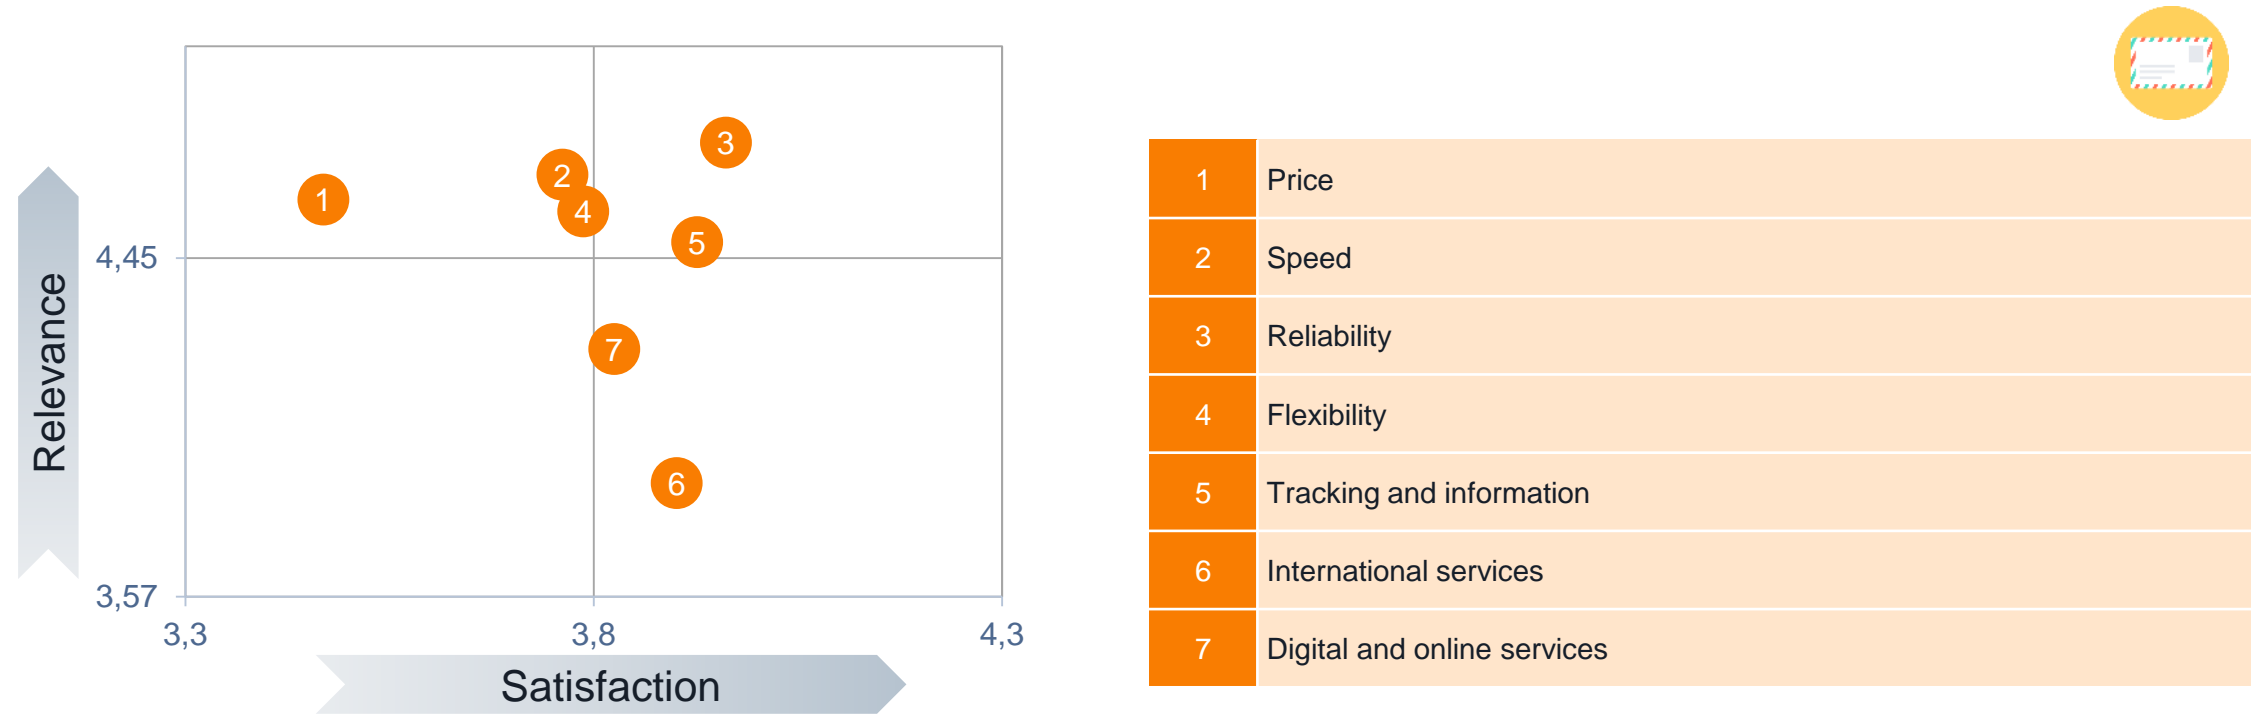 Relevance
4,45
3,57
3,3
3,8
4,3
Satisfaction
1
2
3
4
5
6
7
1 Price
2 Speed
3 Reliability
4 Flexibility
5 Tracking and information
6 International services
7 Digital and online services